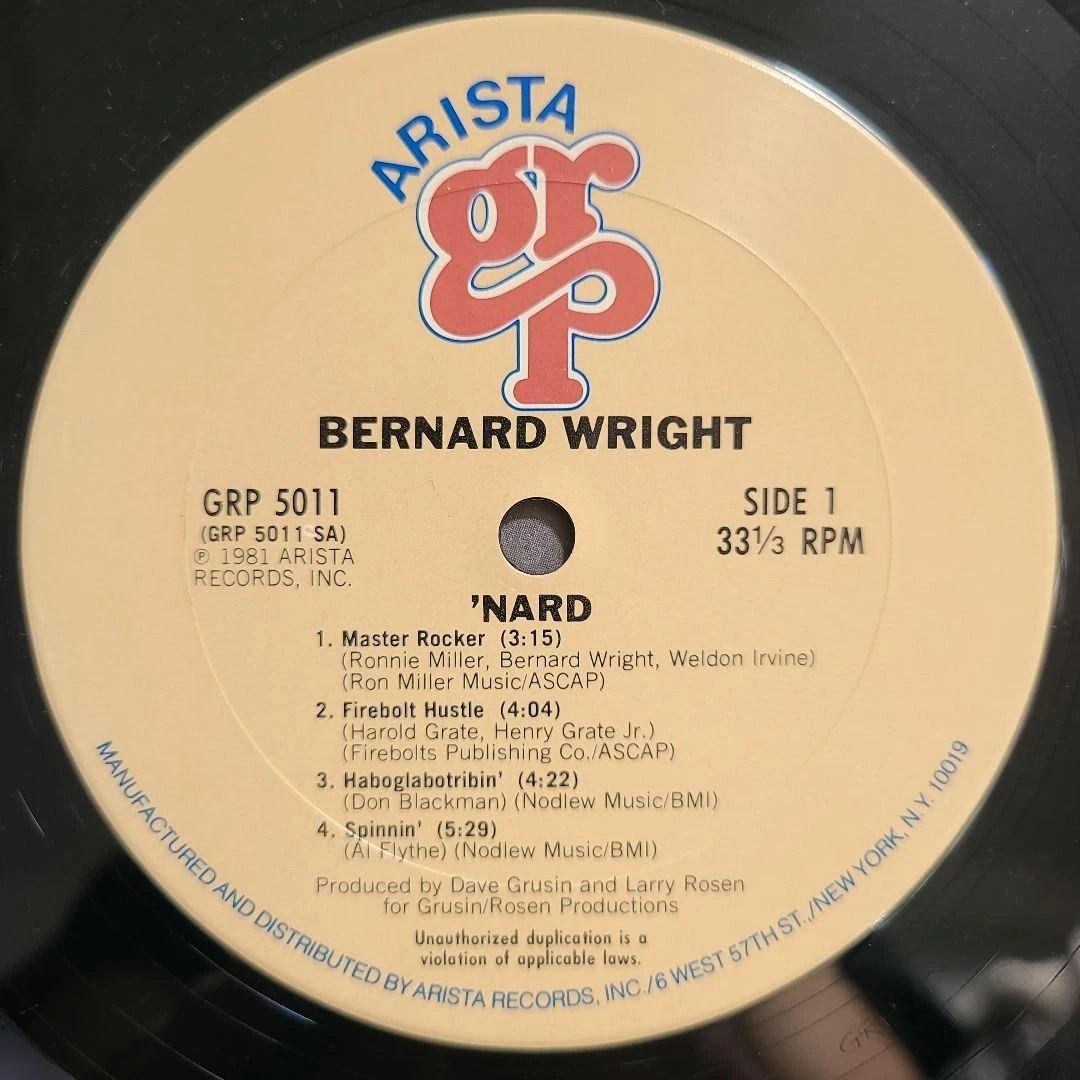 ARISTA
grp
BERNARD WRIGHT
GRP 5011
(GRP 5011 SA)
℗ 1981 ARISTA
RECORDS, INC.
SIDE 1
33⅓ RPM
'NARD
1. Master Rocker (3:15)
(Ronnie Miller, Bernard Wright, Weldon Irvine)
(Ron Miller Music/ASCAP)
2. Firebolt Hustle (4:04)
(Harold Grate, Henry Grate Jr.)
(Firebolts Publishing Co./ASCAP)
3. Haboglabotribin' (4:22)
(Don Blackman) (Nodlew Music/BMI)
4. Spinnin' (5:29)
(Al Flythe) (Nodlew Music/BMI)
Produced by Dave Grusin and Larry Rosen
for Grusin/Rosen Productions
Unauthorized duplication is a
violation of applicable laws.
MANUFACTURED AND DISTRIBUTED BY ARISTA RECORDS, INC./6 WEST 57TH ST./NEW YORK, N.Y. 10019